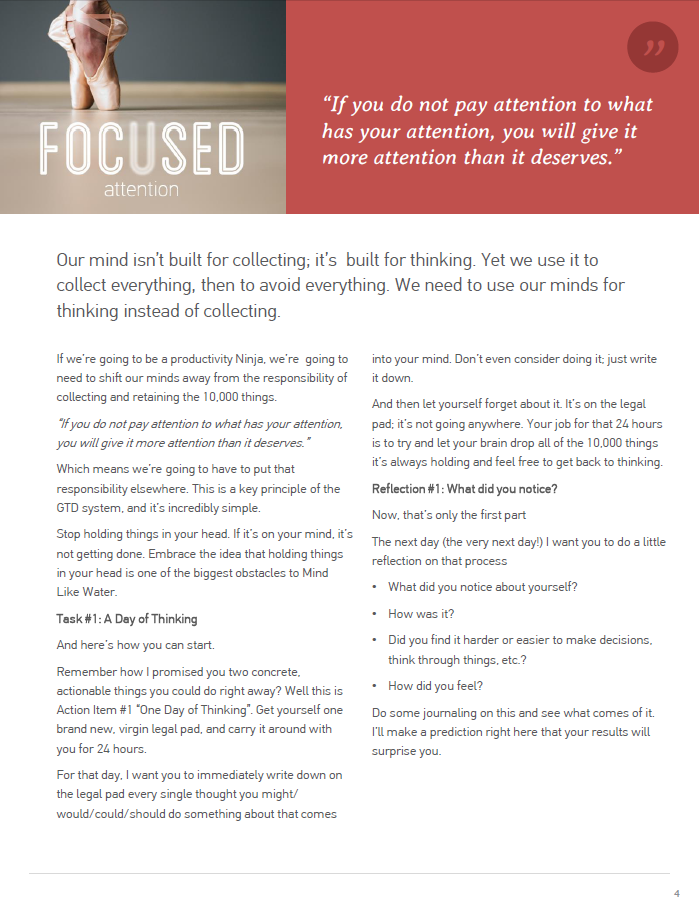 FOCUSED
attention
”
“If you do not pay attention to what
has your attention, you will give it
more attention than it deserves.”
Our mind isn’t built for collecting; it’s  built for thinking. Yet we use it to
collect everything, then to avoid everything. We need to use our minds for
thinking instead of collecting.
If we’re going to be a productivity Ninja, we’re  going to
need to shift our minds away from the responsibility of
collecting and retaining the 10,000 things.
“If you do not pay attention to what has your attention,
you will give it more attention than it deserves.”
Which means we’re going to have to put that
responsibility elsewhere. This is a key principle of the
GTD system, and it’s incredibly simple.
Stop holding things in your head. If it’s on your mind, it’s
not getting done. Embrace the idea that holding things
in your head is one of the biggest obstacles to Mind
Like Water.
Task #1: A Day of Thinking
And here’s how you can start.
Remember how I promised you two concrete,
actionable things you could do right away? Well this is
Action Item #1 “One Day of Thinking”. Get yourself one
brand new, virgin legal pad, and carry it around with
you for 24 hours.
For that day, I want you to immediately write down on
the legal pad every single thought you might/
would/could/should do something about that comes
into your mind. Don’t even consider doing it; just write
it down.
And then let yourself forget about it. It’s on the legal
pad; it’s not going anywhere. Your job for that 24 hours
is to try and let your brain drop all of the 10,000 things
it’s always holding and feel free to get back to thinking.
Reflection #1: What did you notice?
Now, that’s only the first part
The next day (the very next day!) I want you to do a little
reflection on that process
• What did you notice about yourself?
• How was it?
• Did you find it harder or easier to make decisions,
think through things, etc.?
• How did you feel?
Do some journaling on this and see what comes of it.
I’ll make a prediction right here that your results will
surprise you.
4